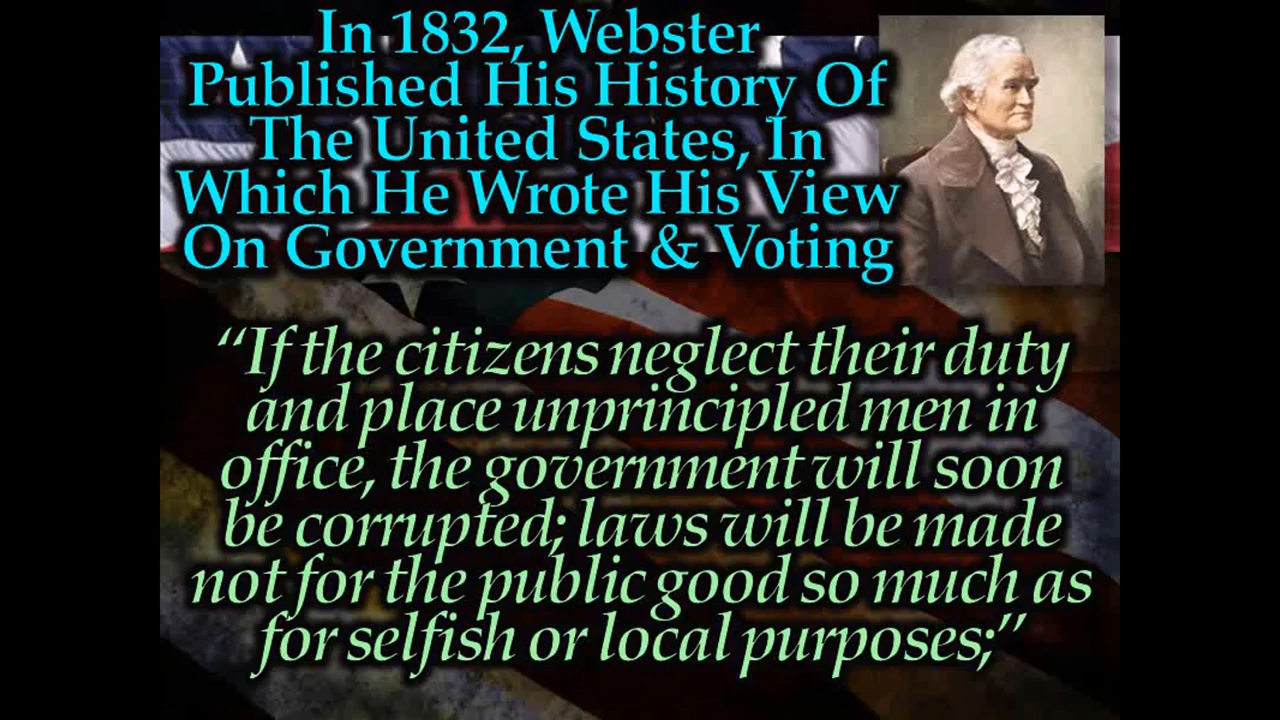 In 1832, Webster
Published His History Of
The United States, In
Which He Wrote His View
On Government & Voting
“If the citizens neglect their duty
and place unprincipled men in
office, the government will soon
be corrupted; laws will be made
not for the public good so much as
for selfish or local purposes;”